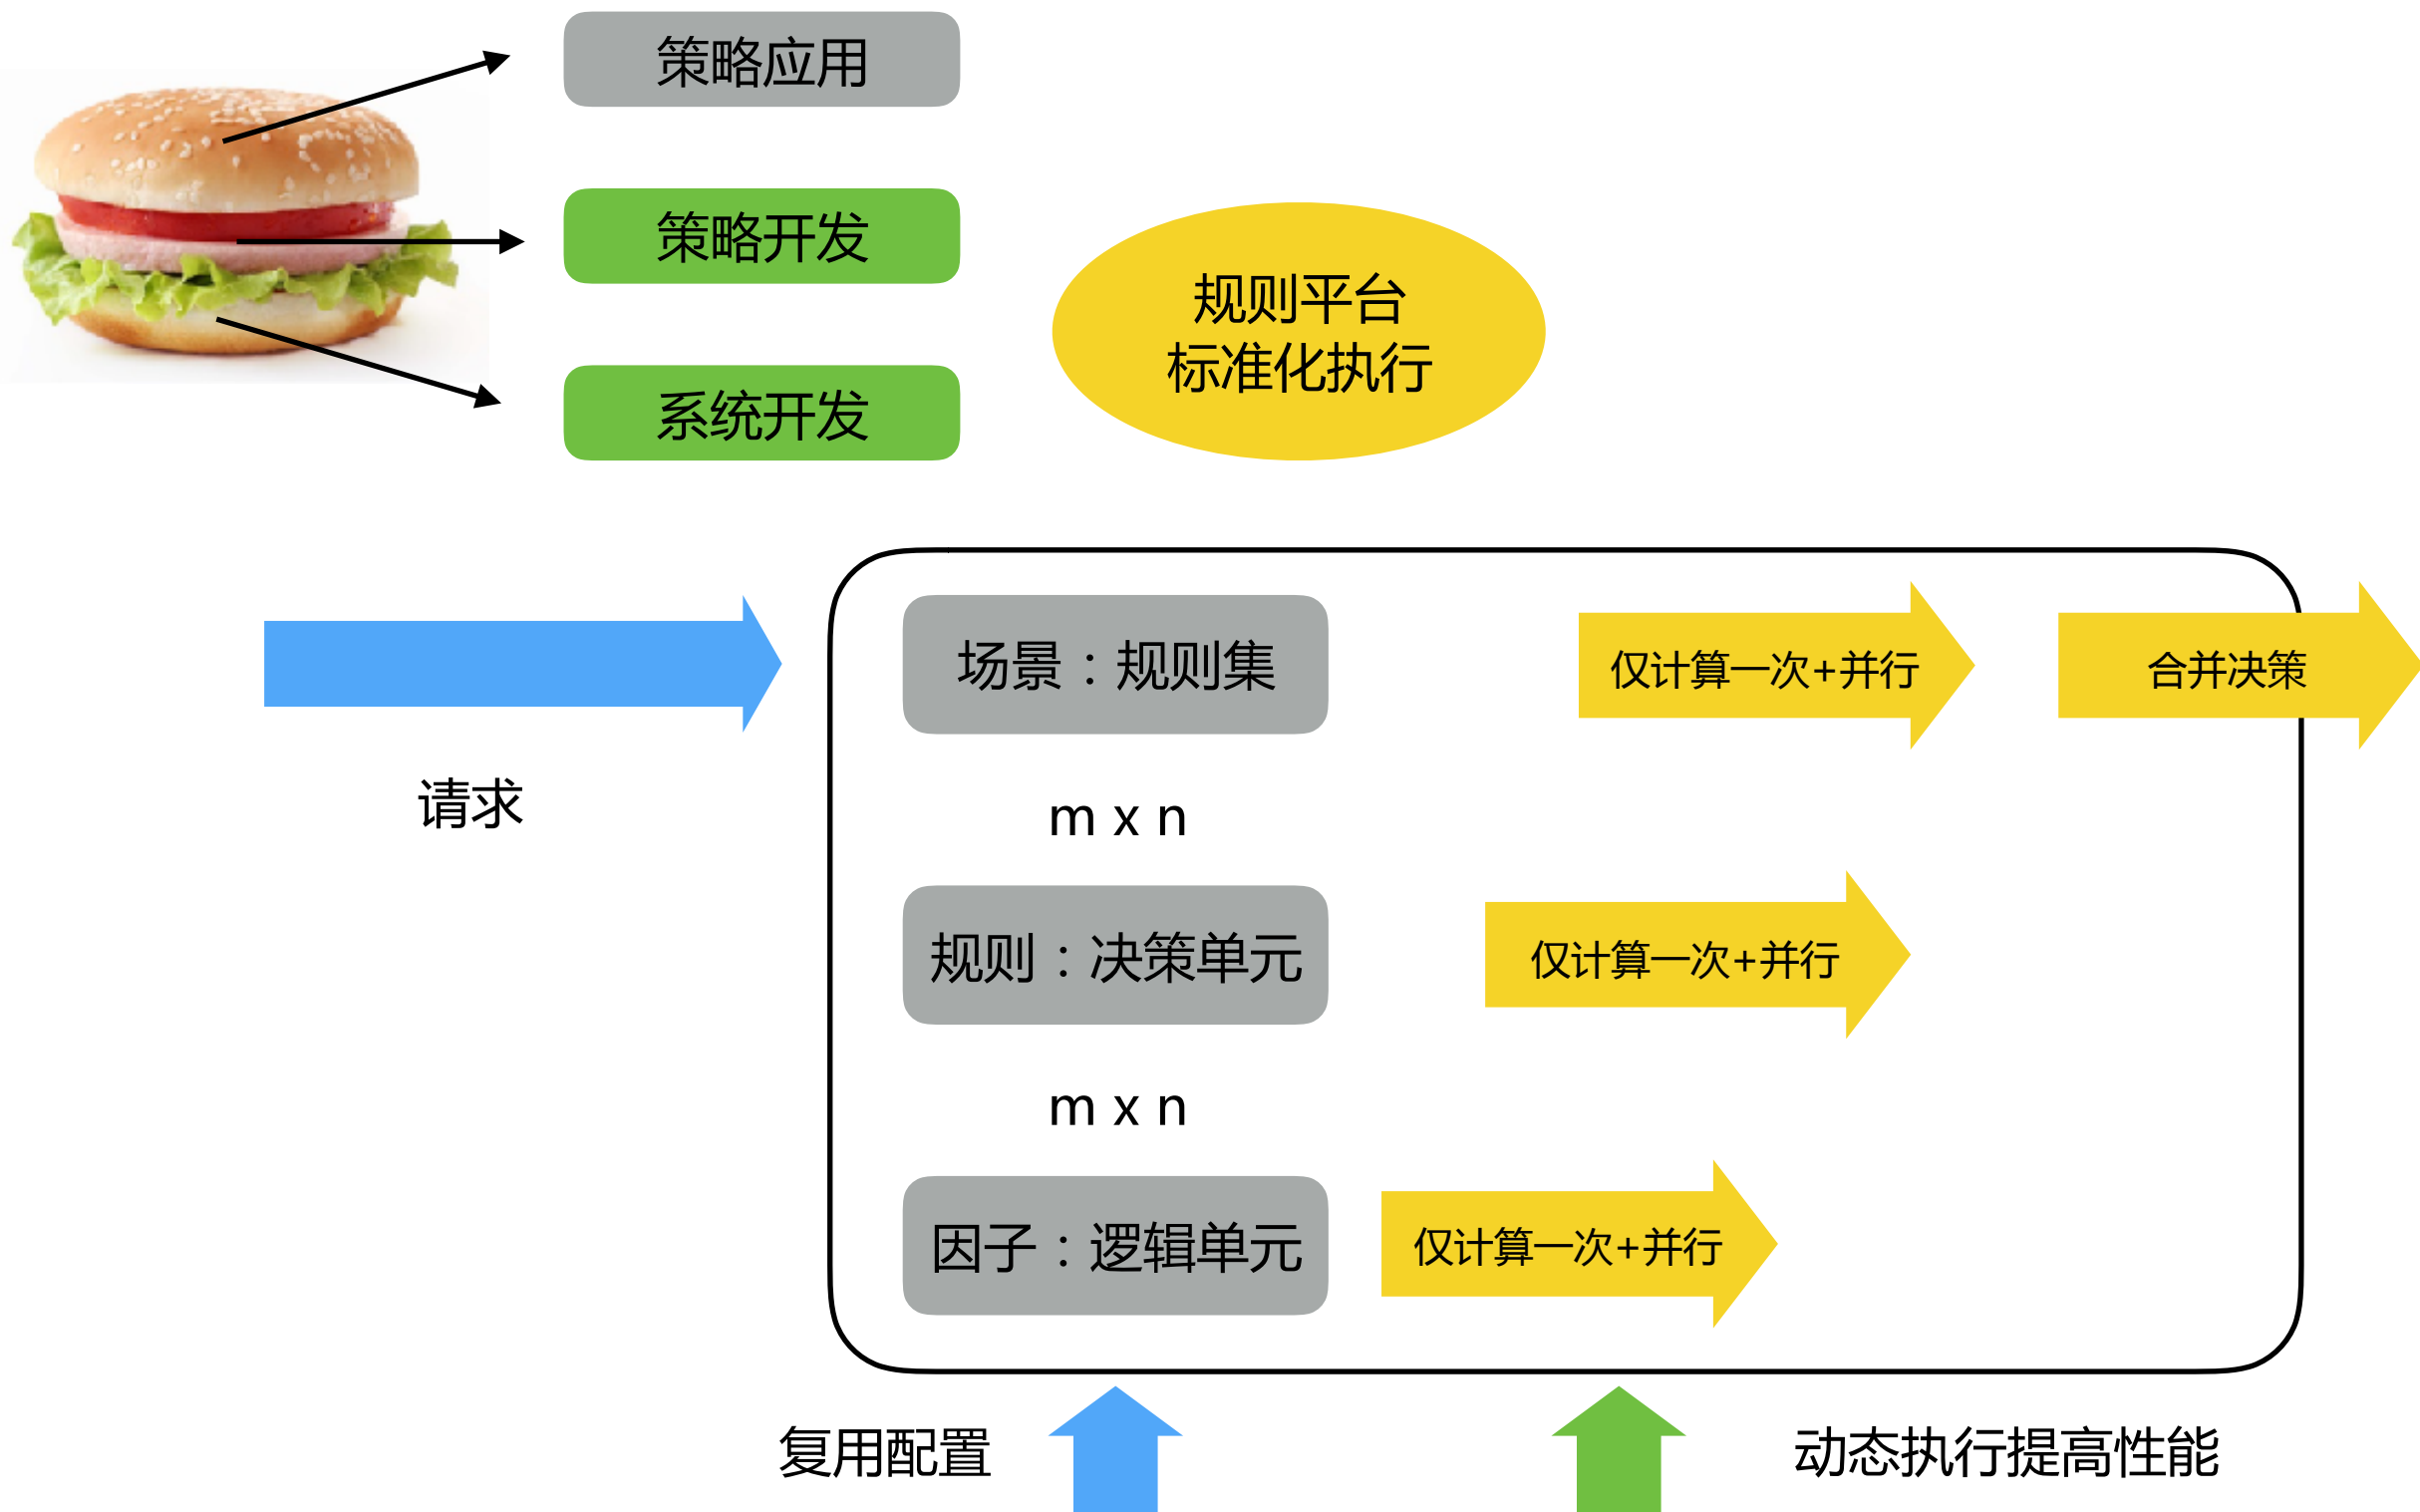 策略应用
策略开发
系统开发
规则平台
标准化执行
请求
场景：规则集
仅计算一次+并行
合并决策
m x n
规则：决策单元
仅计算一次+并行
m x n
因子：逻辑单元
仅计算一次+并行
复用配置
动态执行提高性能